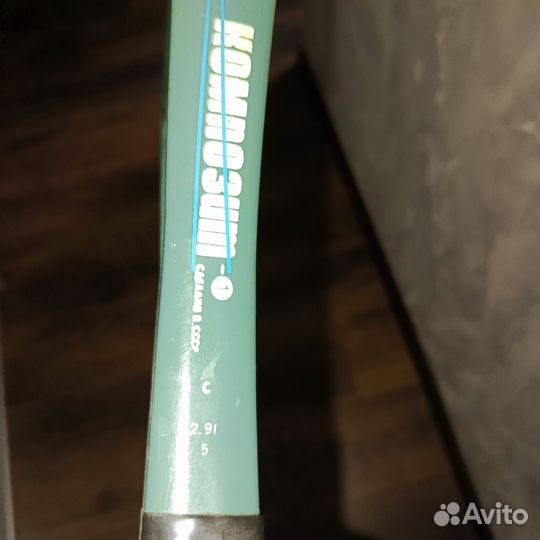 КОМПОЗИТ-1
СДЕЛАНО В СССР
С
2.91
5
Avito